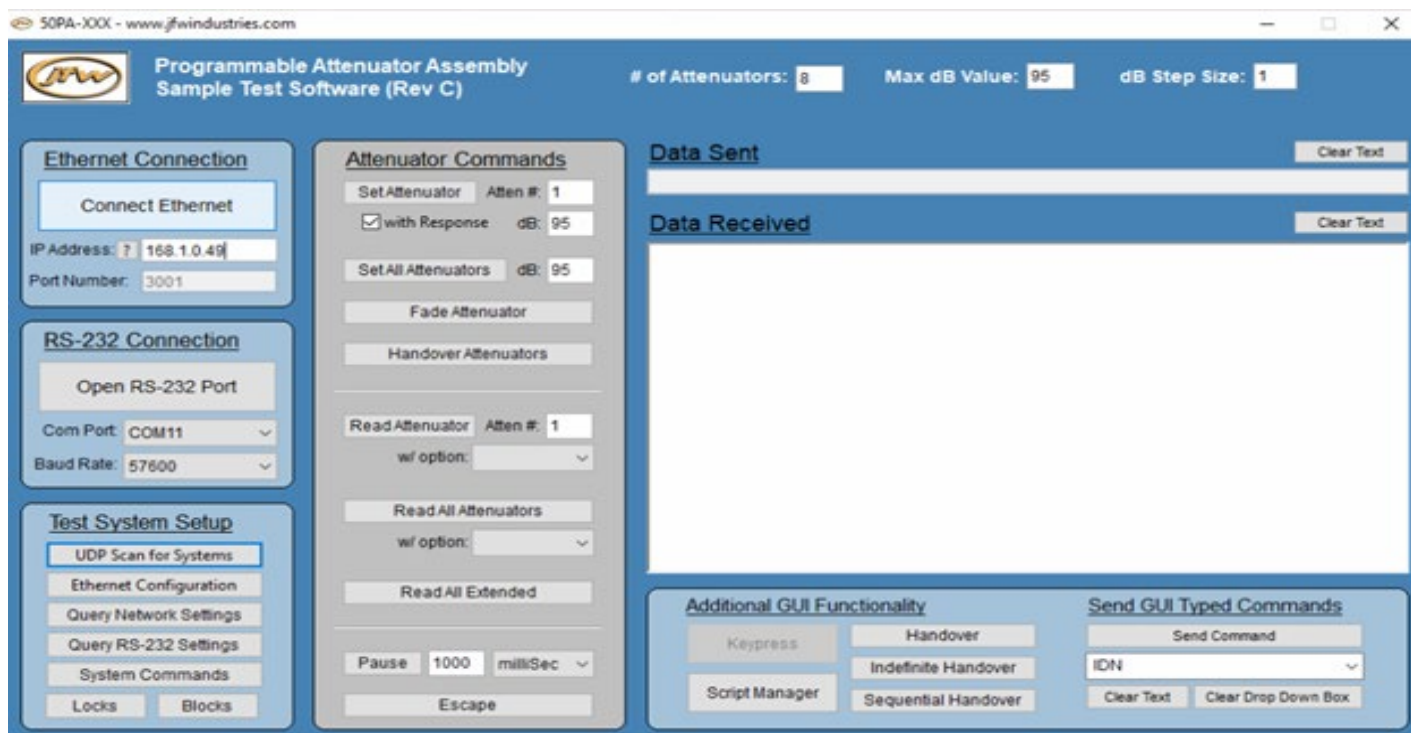 50PA-XXX - www.jfwindustries.com
JFW
Programmable Attenuator Assembly
Sample Test Software (Rev C)
# of Attenuators: 8
Max dB Value: 95
dB Step Size: 1
Ethernet Connection
Connect Ethernet
IP Address: ? 168.1.0.49
Port Number: 3001
RS-232 Connection
Open RS-232 Port
Com Port: COM11
Baud Rate: 57600
Test System Setup
UDP Scan for Systems
Ethernet Configuration
Query Network Settings
Query RS-232 Settings
System Commands
Locks Blocks
Attenuator Commands
Set Attenuator Atten #: 1
with Response dB: 95
Set All Attenuators dB: 95
Fade Attenuator
Handover Attenuators
Read Attenuator Atten #: 1
w/ option:
Read All Attenuators
w/ option:
Read All Extended
Pause 1000 milliSec
Escape
Data Sent
Clear Text
Data Received
Clear Text
Additional GUI Functionality
Keypress
Script Manager
Handover
Indefinite Handover
Sequential Handover
Send GUI Typed Commands
Send Command
IDN
Clear Text Clear Drop Down Box